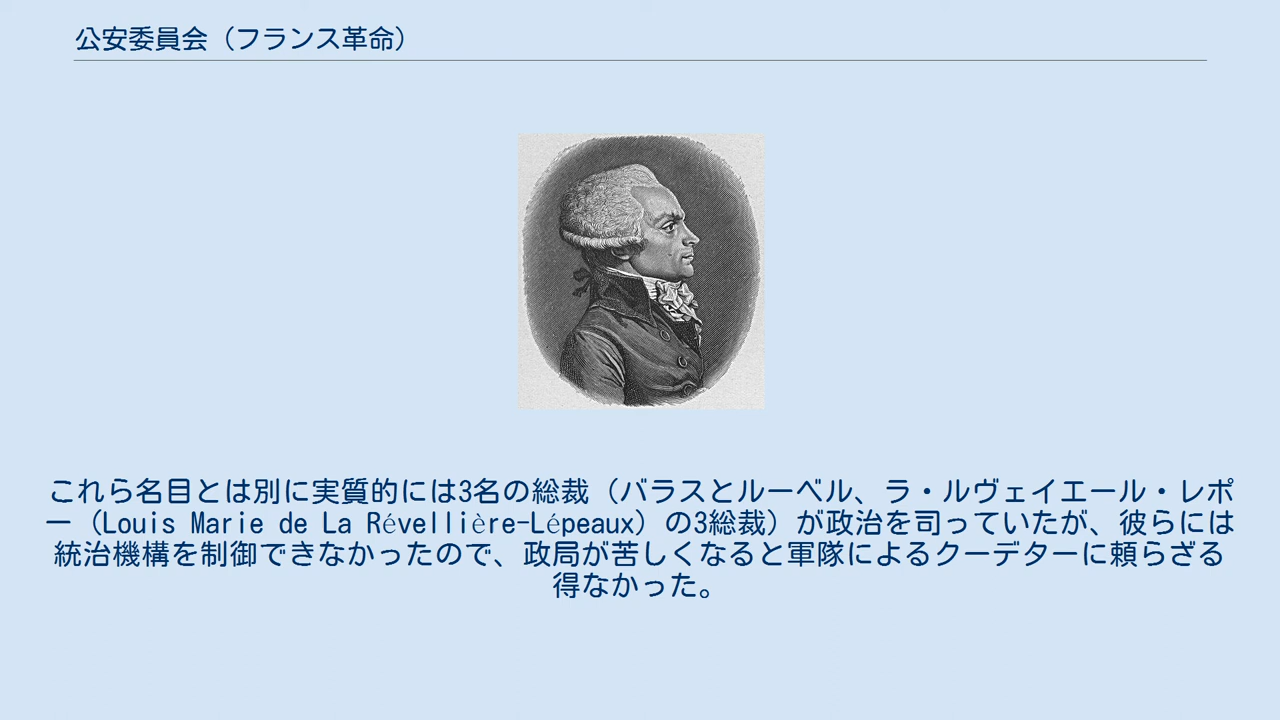 公安委員会（フランス革命）
これら名目とは別に実質的には3名の総裁（バラスとルーベル、ラ・ルヴェイエール・レポ
ー（Louis Marie de La Révellière-Lépeaux）の3総裁）が政治を司っていたが、彼らには
統治機構を制御できなかったので、政局が苦しくなると軍隊によるクーデターに頼らざる
得なかった。